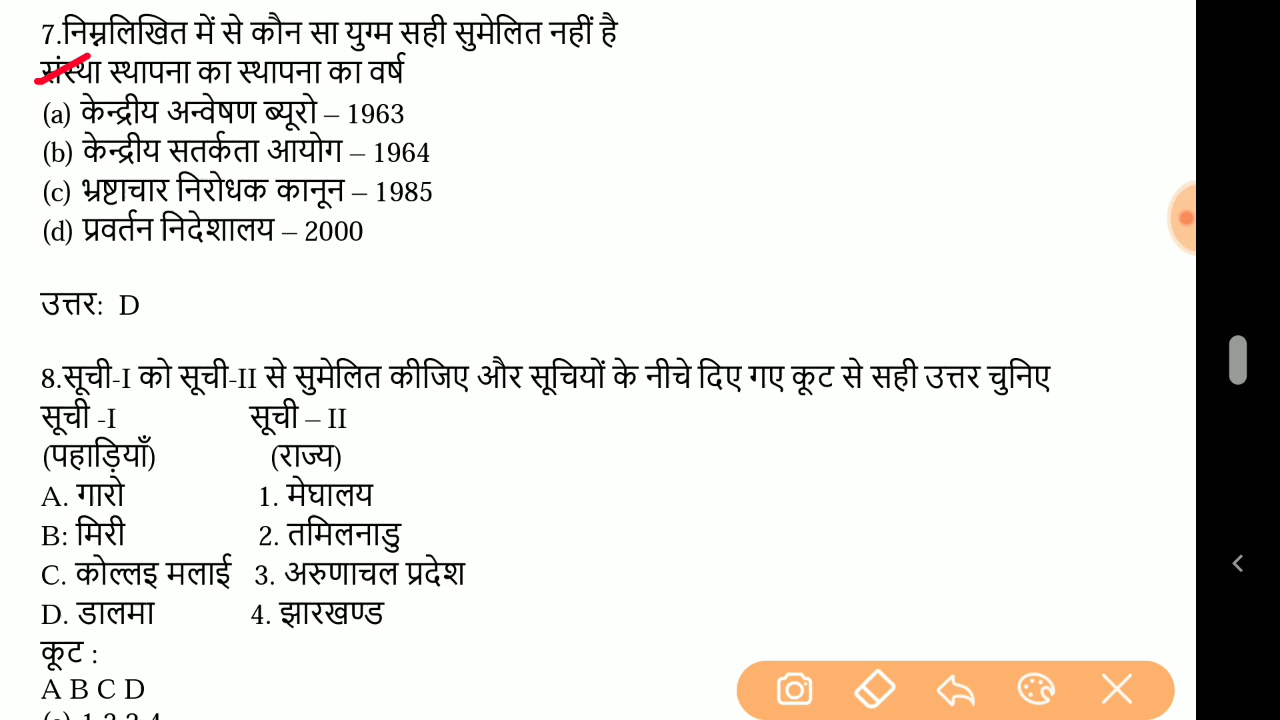 7.निम्नलिखित में से कौन सा युग्म सही सुमेलित नहीं है
संस्था स्थापना का स्थापना का वर्ष
(a) केन्द्रीय अन्वेषण ब्यूरो – 1963
(b) केन्द्रीय सतर्कता आयोग – 1964
(c) भ्रष्टाचार निरोधक कानून – 1985
(d) प्रवर्तन निदेशालय – 2000
उत्तर: D
8.सूची-I को सूची-II से सुमेलित कीजिए और सूचियों के नीचे दिए गए कूट से सही उत्तर चुनिए
सूची -I सूची – II
(पहाड़ियाँ) (राज्य)
A. गारो 1. मेघालय
B: मिरी 2. तमिलनाडु
C. कोल्लइ मलाई 3. अरुणाचल प्रदेश
D. डालमा 4. झारखण्ड
कूट :
A B C D